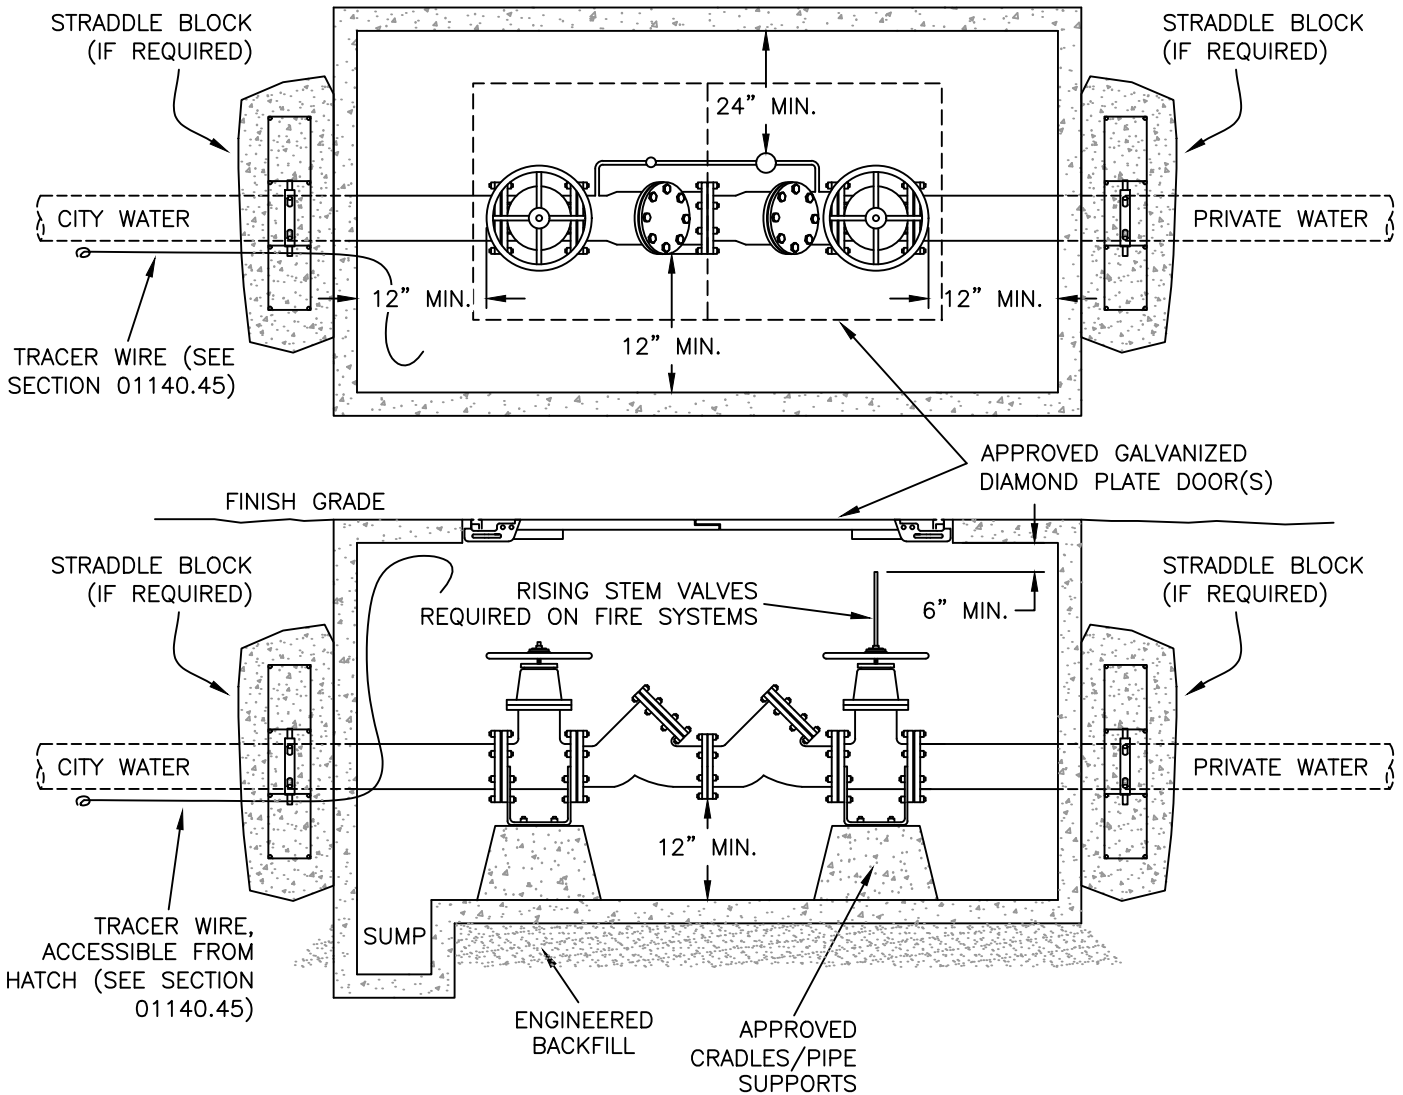 STRADDLE BLOCK
(IF REQUIRED)
STRADDLE BLOCK
(IF REQUIRED)
24” MIN.
CITY WATER
PRIVATE WATER
12” MIN.
12” MIN.
12” MIN.
TRACER WIRE (SEE
SECTION 01140.45)
APPROVED GALVANIZED
DIAMOND PLATE DOOR(S)
FINISH GRADE
STRADDLE BLOCK
(IF REQUIRED)
RISING STEM VALVES
REQUIRED ON FIRE SYSTEMS
6” MIN.
STRADDLE BLOCK
(IF REQUIRED)
CITY WATER
PRIVATE WATER
12” MIN.
TRACER WIRE,
ACCESSIBLE FROM
HATCH (SEE SECTION
01140.45)
SUMP
ENGINEERED
BACKFILL
APPROVED
CRADLES/PIPE
SUPPORTS